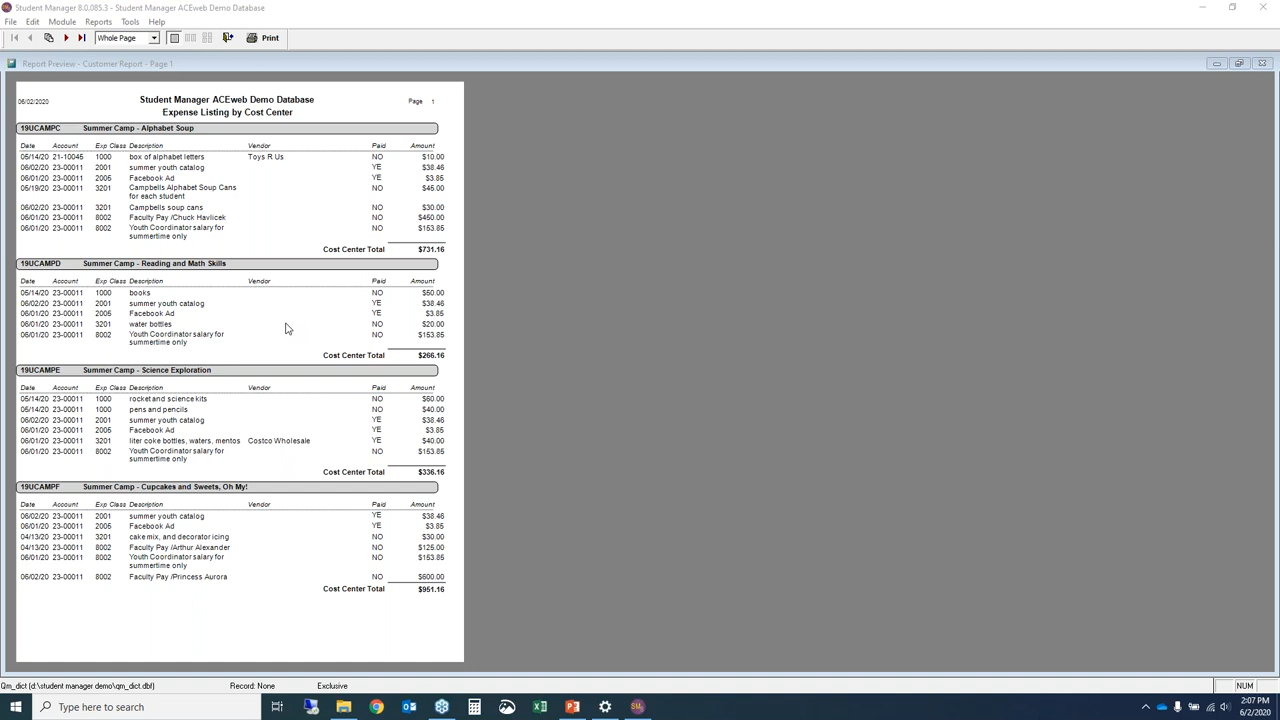 Student Manager 8.0.085.3 - Student Manager ACEweb Demo Database
File Edit Module Reports Tools Help
Whole Page Print
Report Preview - Customer Report - Page 1
06/02/2020 Student Manager ACEweb Demo Database Page 1
Expense Listing by Cost Center
19UCAMPC Summer Camp - Alphabet Soup
Date Account Exp Class Description Vendor Paid Amount
05/14/20 21-10045 1000 box of alphabet letters Toys R Us NO $10.00
06/02/20 23-00011 2001 summer youth catalog YE $38.46
06/01/20 23-00011 2005 Facebook Ad YE $3.85
05/19/20 23-00011 3201 Campbells Alphabet Soup Cans NO $45.00
for each student
06/02/20 23-00011 3201 Campbells soup cans NO $30.00
06/01/20 23-00011 8002 Faculty Pay /Chuck Havlicek NO $450.00
06/01/20 23-00011 8002 Youth Coordinator salary for NO $153.85
summertime only
Cost Center Total $731.16
19UCAMPD Summer Camp - Reading and Math Skills
Date Account Exp Class Description Vendor Paid Amount
05/14/20 23-00011 1000 books NO $50.00
06/02/20 23-00011 2001 summer youth catalog YE $38.46
06/01/20 23-00011 2005 Facebook Ad YE $3.85
06/01/20 23-00011 3201 water bottles NO $20.00
06/01/20 23-00011 8002 Youth Coordinator salary for NO $153.85
summertime only
Cost Center Total $266.16
19UCAMPE Summer Camp - Science Exploration
Date Account Exp Class Description Vendor Paid Amount
05/14/20 23-00011 1000 rocket and science kits NO $60.00
05/14/20 23-00011 1000 pens and pencils NO $40.00
06/02/20 23-00011 2001 summer youth catalog YE $38.46
06/01/20 23-00011 2005 Facebook Ad YE $3.85
06/01/20 23-00011 3201 liter coke bottles, waters, mentos Costco Wholesale YE $40.00
06/01/20 23-00011 8002 Youth Coordinator salary for NO $153.85
summertime only
Cost Center Total $336.16
19UCAMPF Summer Camp - Cupcakes and Sweets, Oh My!
Date Account Exp Class Description Vendor Paid Amount
06/02/20 23-00011 2001 summer youth catalog YE $38.46
06/01/20 23-00011 2005 Facebook Ad YE $3.85
04/13/20 23-00011 3201 cake mix, and decorator icing NO $30.00
04/13/20 23-00011 8002 Faculty Pay /Arthur Alexander NO $125.00
06/01/20 23-00011 8002 Youth Coordinator salary for NO $153.85
summertime only
06/02/20 23-00011 8002 Faculty Pay /Princess Aurora NO $600.00
Cost Center Total $951.16
Qm_dict (d:\student manager demo\qm_dict.dbf) Record: None Exclusive NUM
Type here to search
2:07 PM
6/2/2020